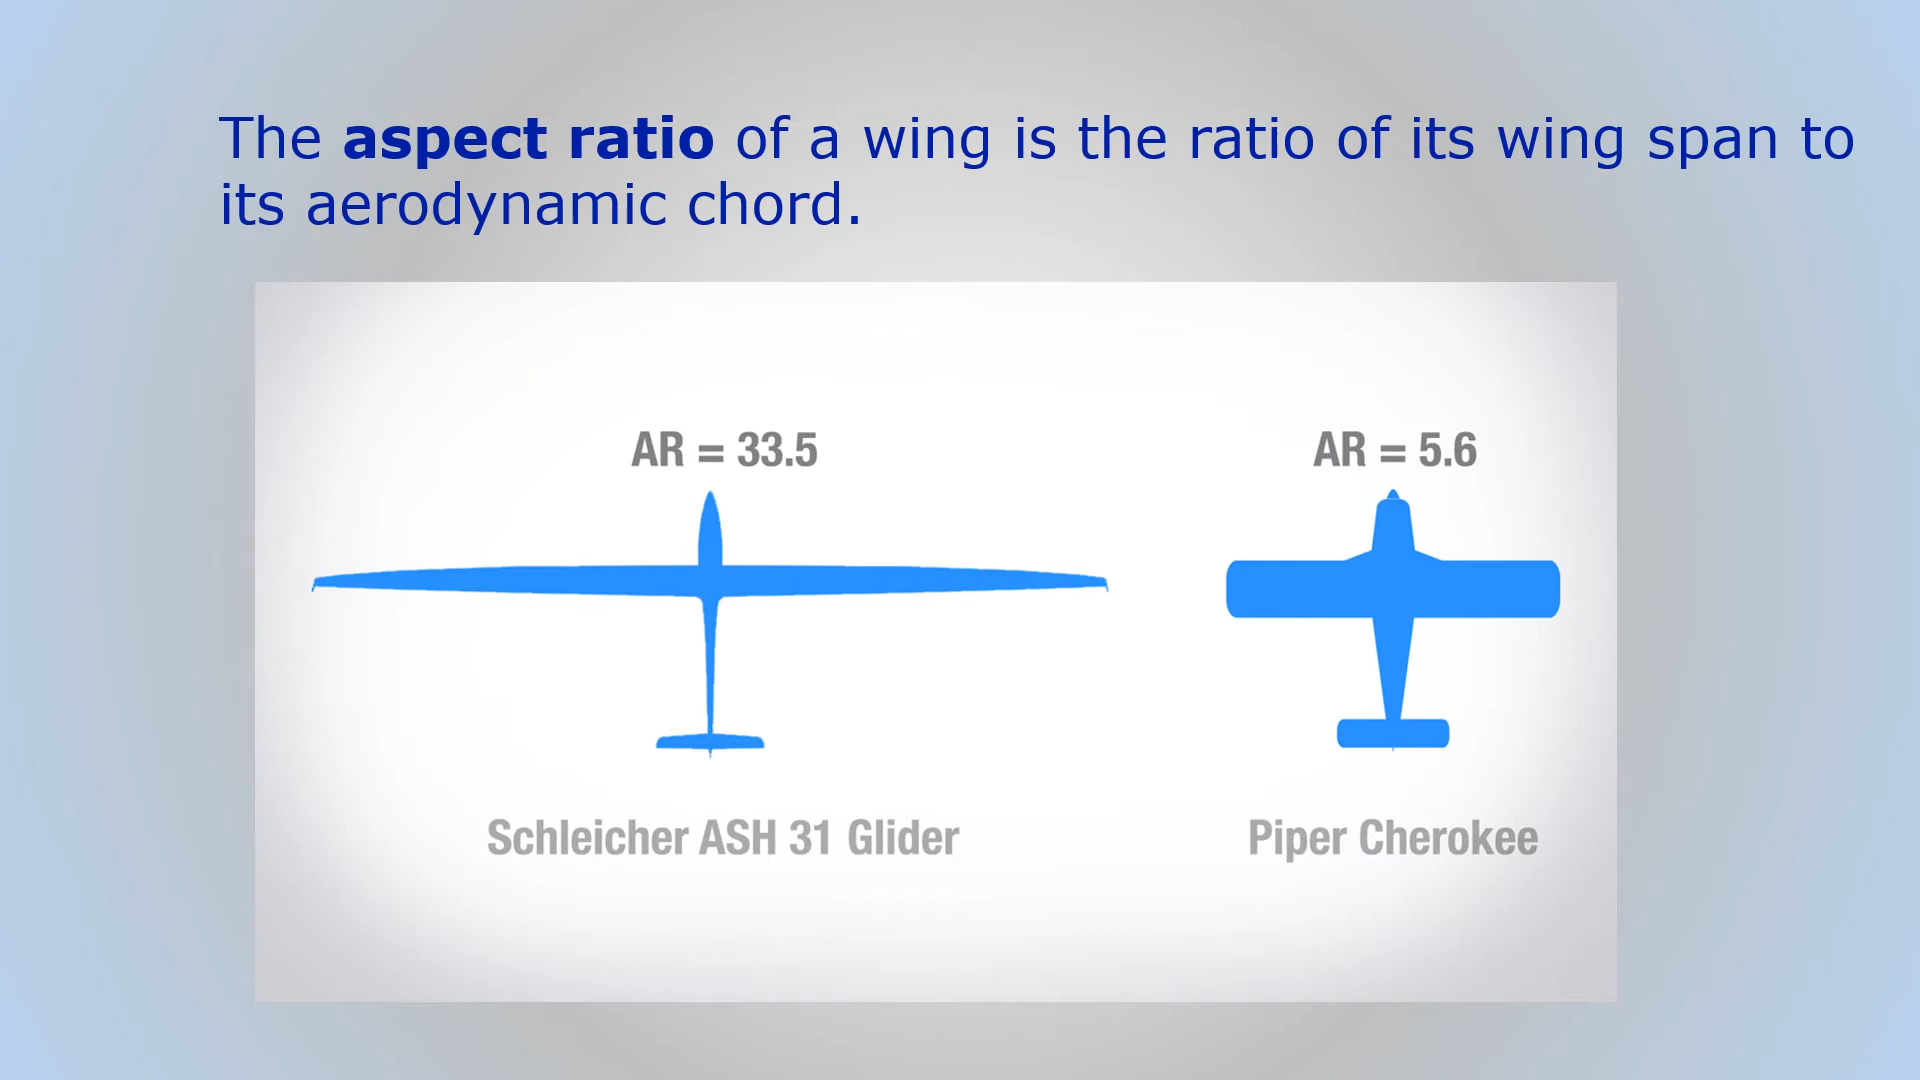 The aspect ratio of a wing is the ratio of its wing span to
its aerodynamic chord.
AR = 33.5
AR = 5.6
Schleicher ASH 31 Glider
Piper Cherokee